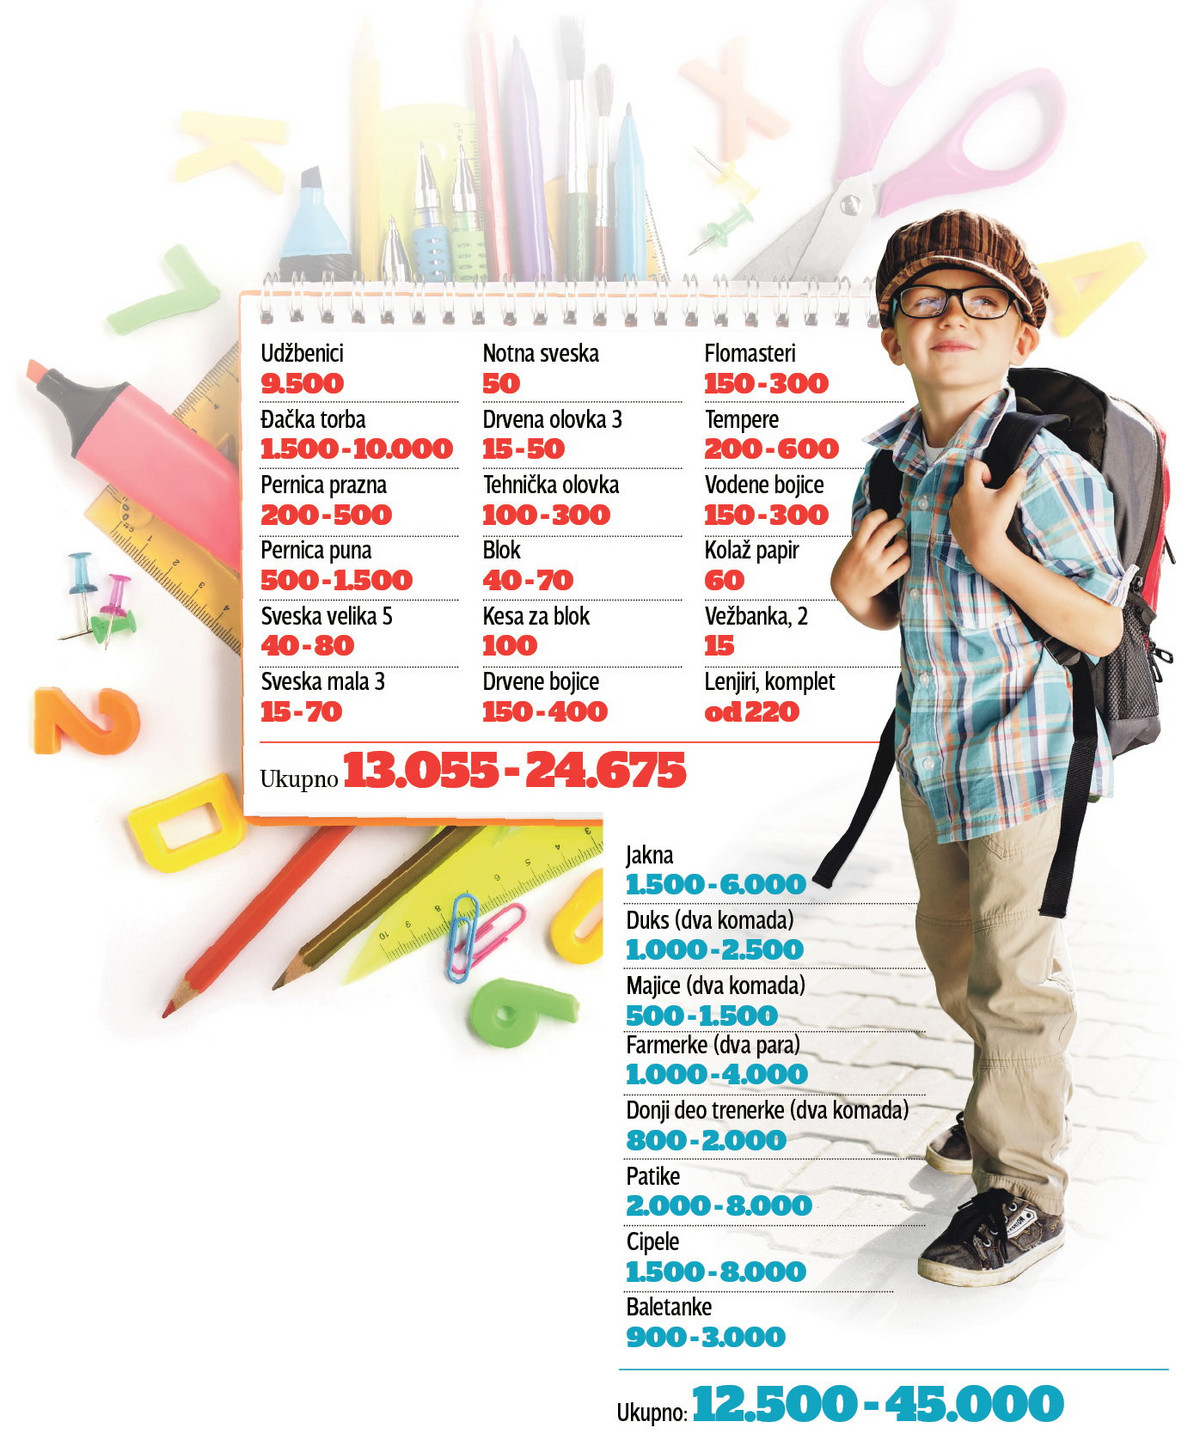 Udžbenici
9.500
Đačka torba
1.500 - 10.000
Pernica prazna
200 - 500
Pernica puna
500 - 1.500
Sveska velika 5
40 - 80
Sveska mala 3
15 - 70
Notna sveska
50
Drvena olovka 3
15 - 50
Tehnička olovka
100 - 300
Blok
40 - 70
Kesa za blok
100
Drvene bojice
150 - 400
Flomasteri
150 - 300
Tempere
200 - 600
Vodene bojice
150 - 300
Kolaž papir
60
Vežbanka, 2
15
Lenjiri, komplet
od 220
Ukupno 13.055 - 24.675
Jakna
1.500 - 6.000
Duks (dva komada)
1.000 - 2.500
Majice (dva komada)
500 - 1.500
Farmerke (dva para)
1.000 - 4.000
Donji deo trenerke (dva komada)
800 - 2.000
Patike
2.000 - 8.000
Cipele
1.500 - 8.000
Baletanke
900 - 3.000
Ukupno: 12.500 - 45.000